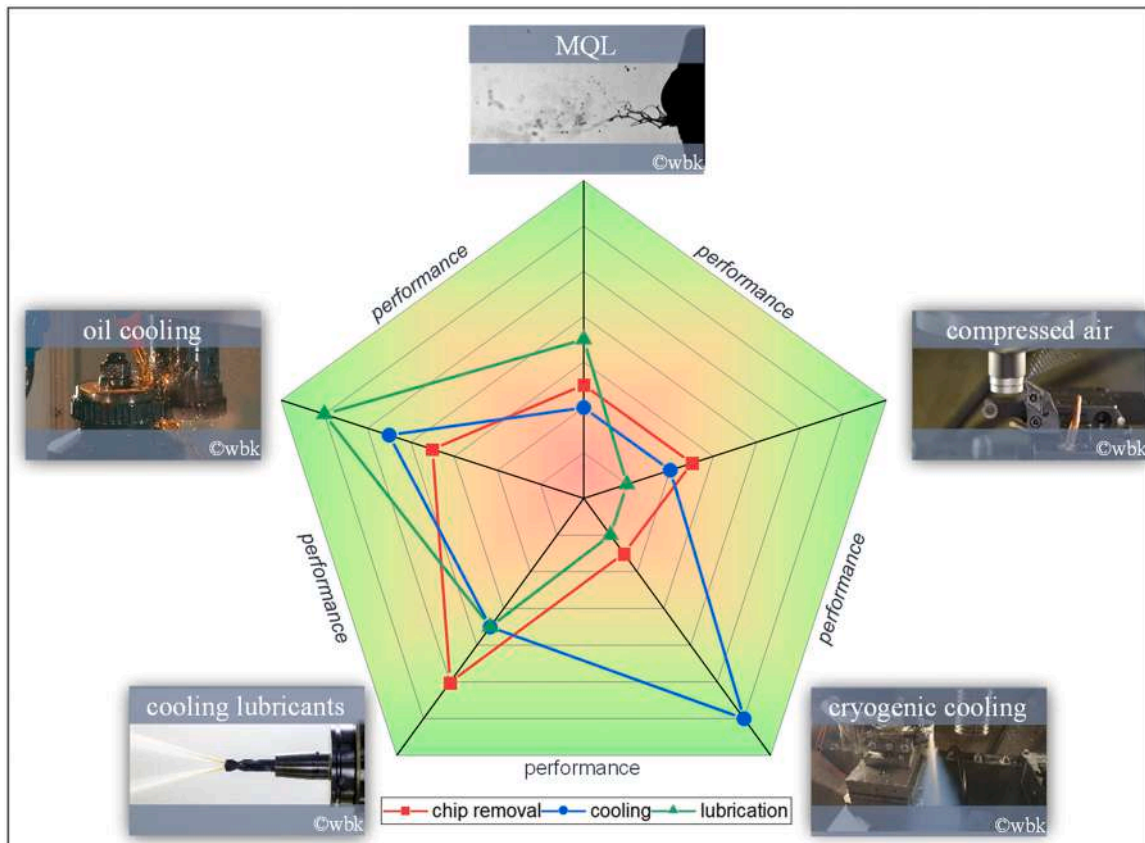 MQL
©wbk
performance
performance
oil cooling
©wbk
compressed air
©wbk
performance
performance
cooling lubricants
©wbk
cryogenic cooling
©wbk
performance
chip removal cooling lubrication